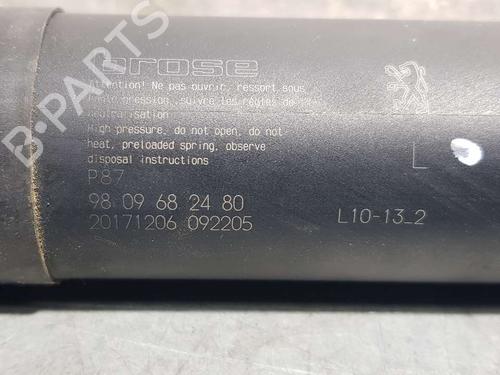 brose
Attention! Ne pas ouvrir, ressort sous
pression, suivre les règles de
neutralisation
High pressure, do not open, do not
heat, preloaded spring, observe
disposal instructions
P87
98 09 68 24 80
20171206 092205
L
L10-13_2
B-PARTS